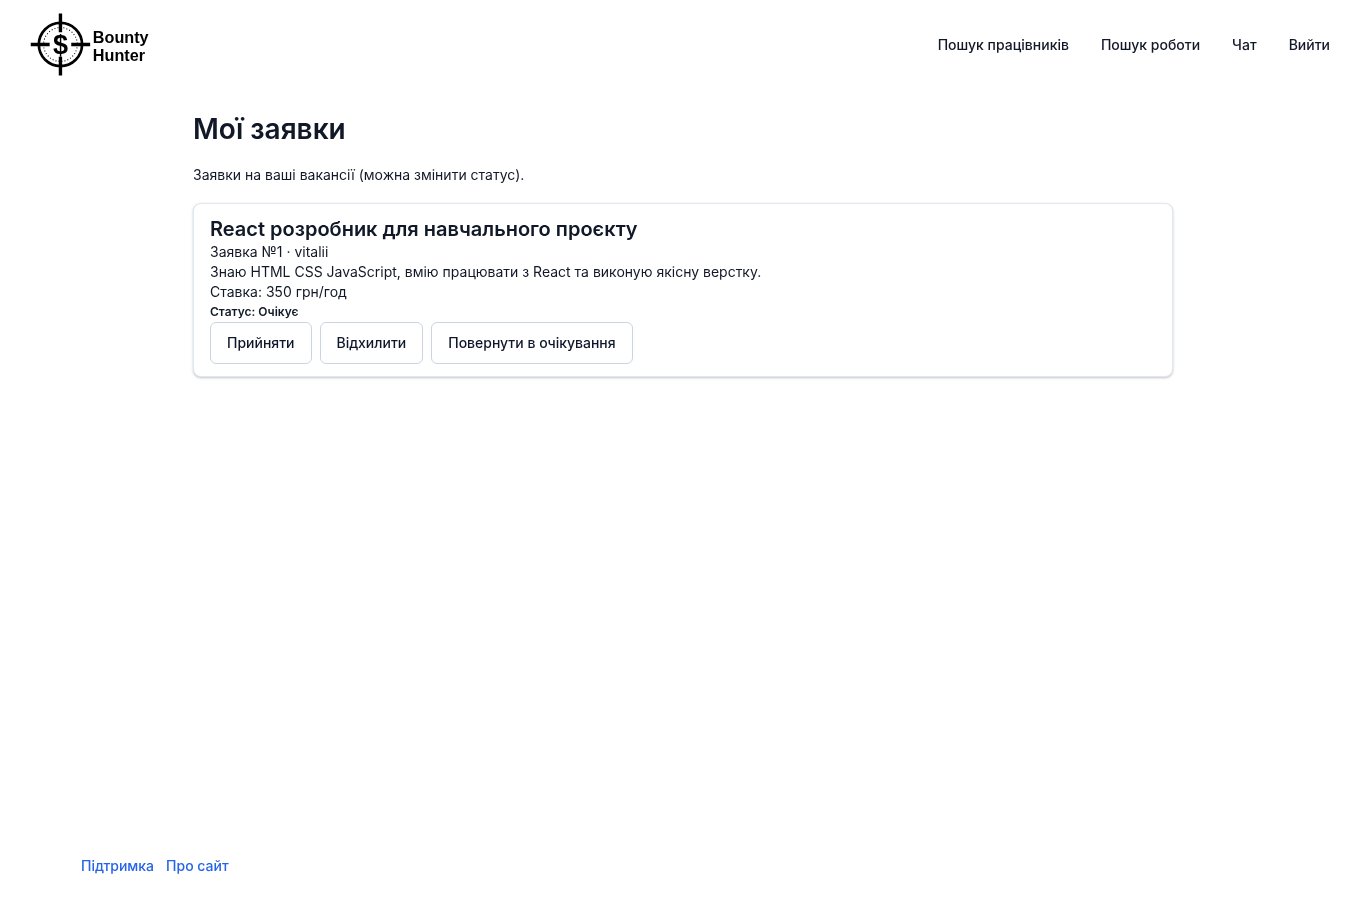 $ Bounty
Hunter
Пошук працівників Пошук роботи Чат Вийти
Мої заявки
Заявки на ваші вакансії (можна змінити статус).
React розробник для навчального проєкту
Заявка №1 · vitalii
Знаю HTML CSS JavaScript, вмію працювати з React та виконую якісну верстку.
Ставка: 350 грн/год
Статус: Очікує
Прийняти Відхилити Повернути в очікування
Підтримка Про сайт